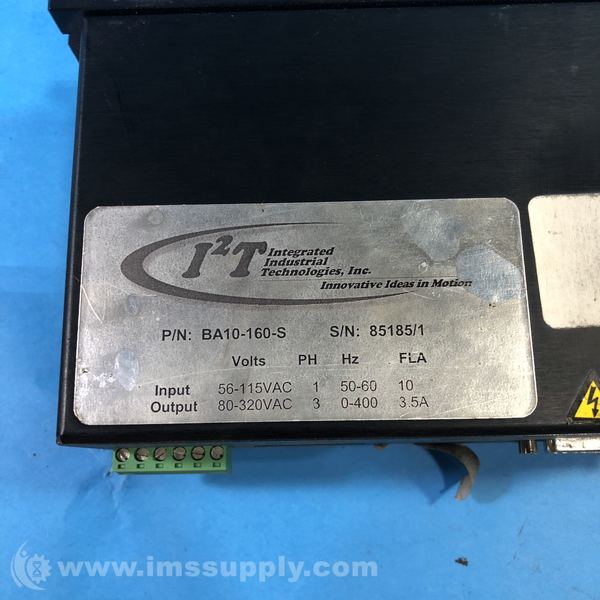 I²T Integrated
Industrial
Technologies, Inc.
Innovative Ideas in Motion
P/N: BA10-160-S S/N: 85185/1
Volts PH Hz FLA
Input 56-115VAC 1 50-60 10
Output 80-320VAC 3 0-400 3.5A
www.imssupply.com